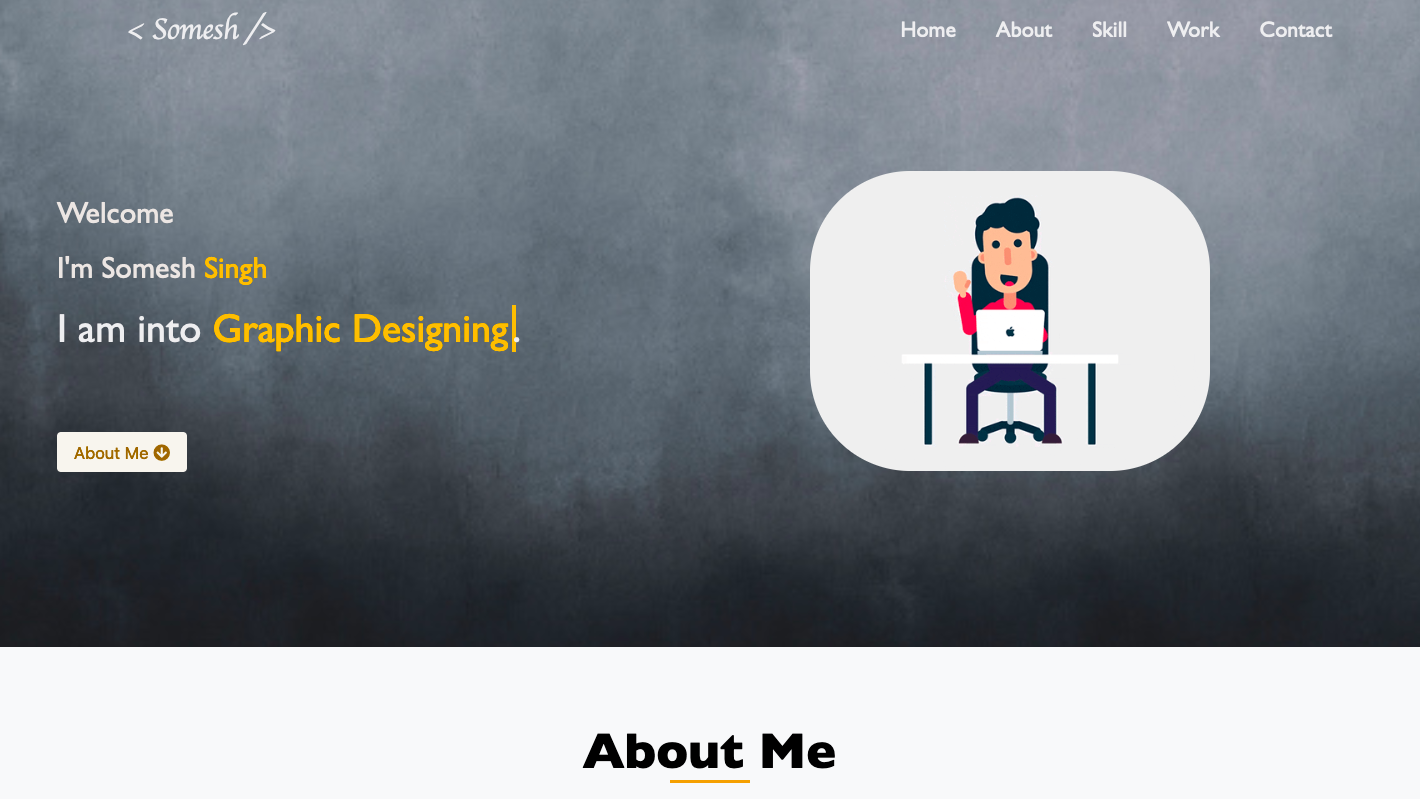 < Somesh />
Home About Skill Work Contact
Welcome
I'm Somesh Singh
I am into Graphic Designing.
About Me
About Me